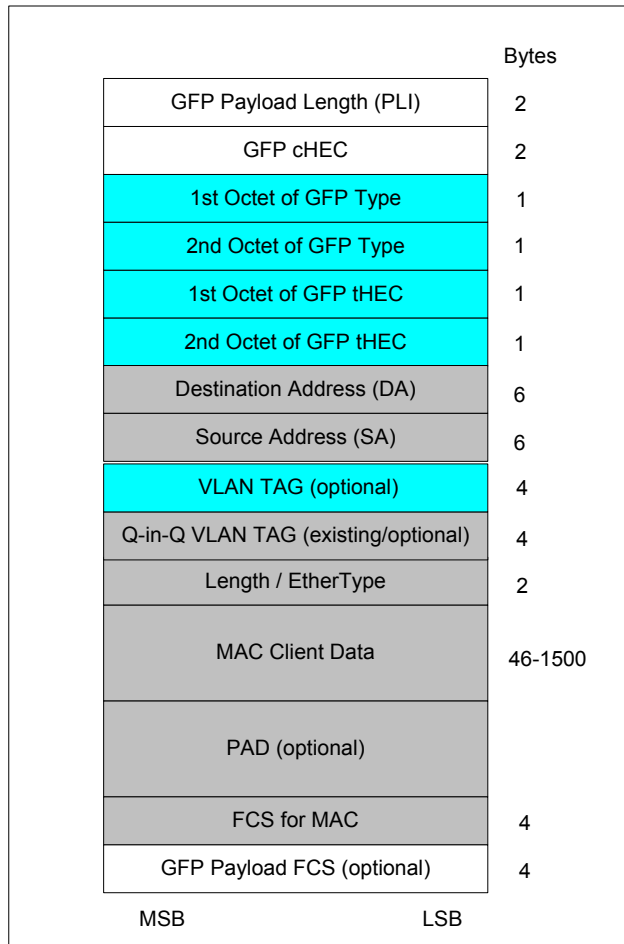 Bytes
GFP Payload Length (PLI) 2
GFP cHEC 2
1st Octet of GFP Type 1
2nd Octet of GFP Type 1
1st Octet of GFP tHEC 1
2nd Octet of GFP tHEC 1
Destination Address (DA) 6
Source Address (SA) 6
VLAN TAG (optional) 4
Q-in-Q VLAN TAG (existing/optional) 4
Length / EtherType 2
MAC Client Data 46-1500
PAD (optional)
FCS for MAC 4
GFP Payload FCS (optional) 4
MSB LSB